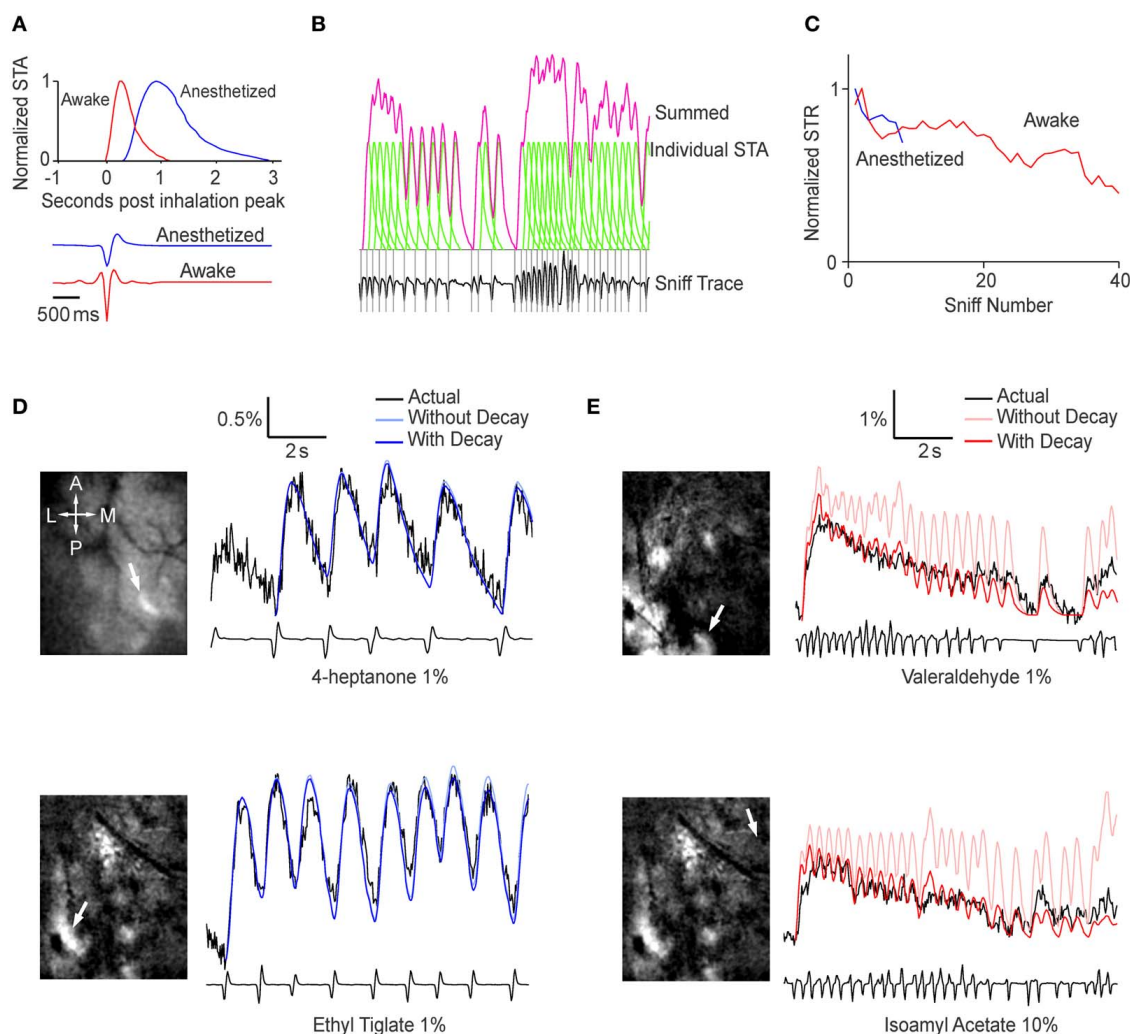 A
Normalized STA
1
0
Awake
Anesthetized
-1 0 1 2 3
Seconds post inhalation peak
Anesthetized
Awake
500 ms
B
Summed
Individual STA
Sniff Trace
C
Normalized STR
1
0
Awake
Anesthetized
0 20 40
Sniff Number
D
0.5%
2s
Actual
Without Decay
With Decay
A
L M
P
4-heptanone 1%
Ethyl Tiglate 1%
E
1%
2s
Actual
Without Decay
With Decay
Valeraldehyde 1%
Isoamyl Acetate 10%